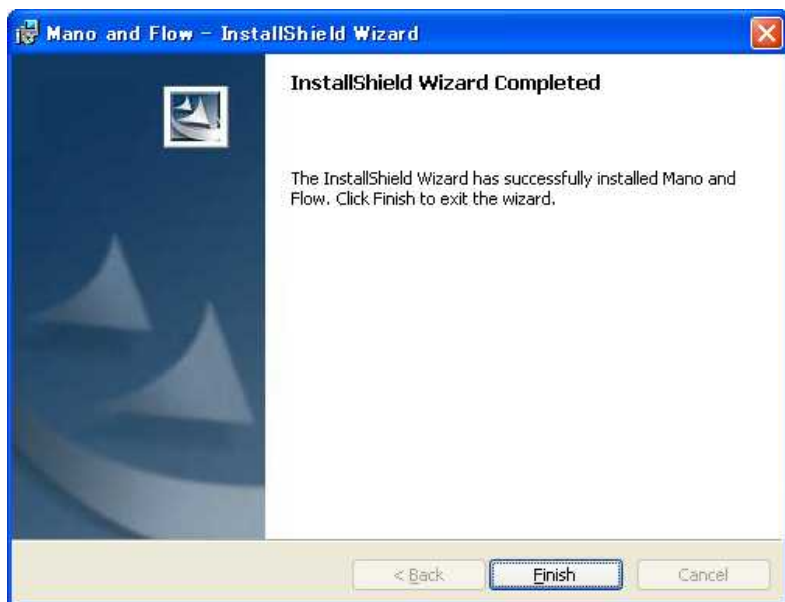 Mano and Flow - InstallShield Wizard
InstallShield Wizard Completed
The InstallShield Wizard has successfully installed Mano and
Flow. Click Finish to exit the wizard.
< Back Finish Cancel